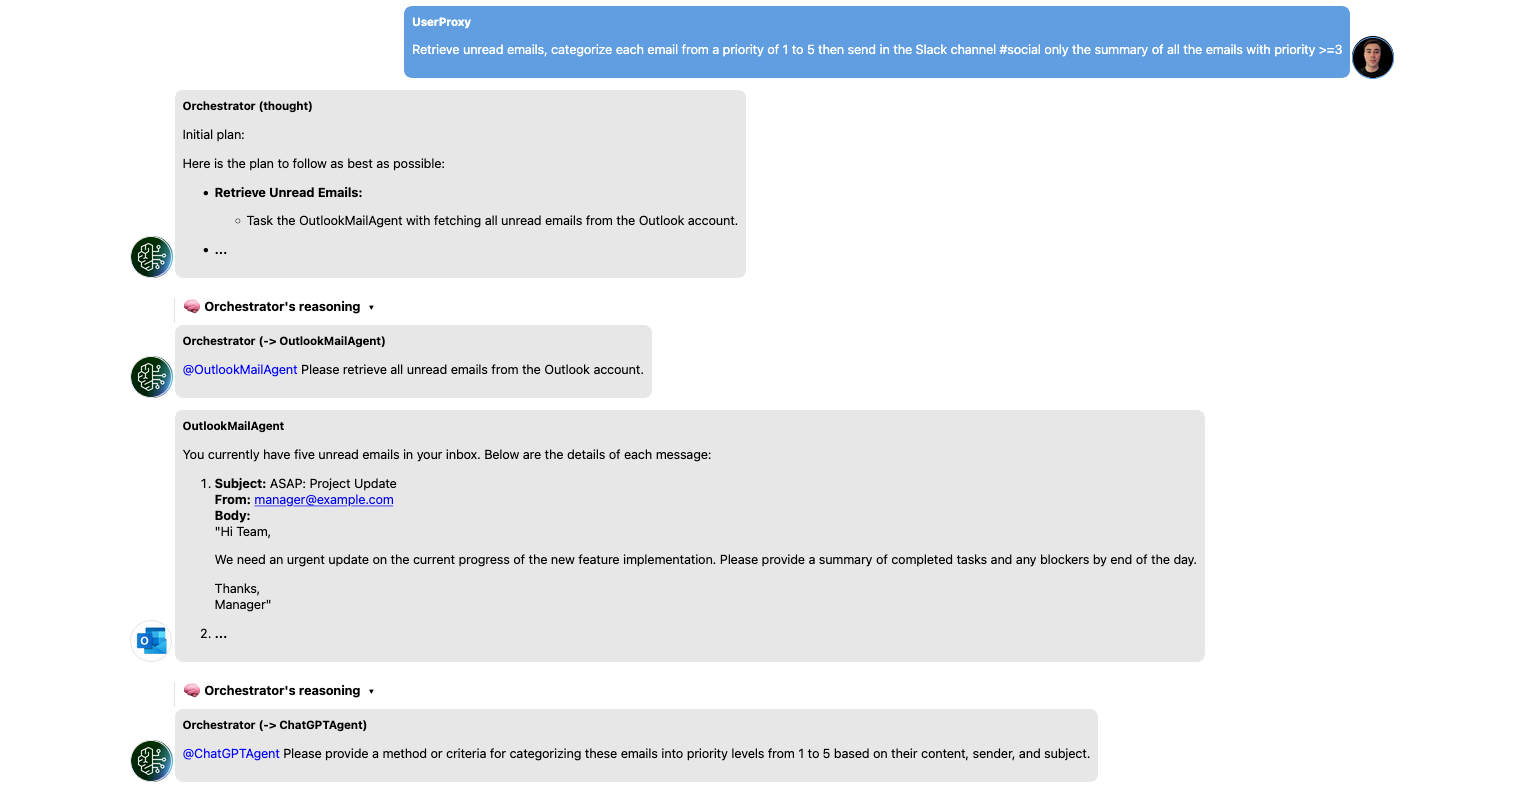 UserProxy
Retrieve unread emails, categorize each email from a priority of 1 to 5 then send in the Slack channel #social only the summary of all the emails with priority >=3
Orchestrator (thought)
Initial plan:
Here is the plan to follow as best as possible:
• Retrieve Unread Emails:
◦ Task the OutlookMailAgent with fetching all unread emails from the Outlook account.
• ...
🧠 Orchestrator's reasoning ▾
Orchestrator (-> OutlookMailAgent)
@OutlookMailAgent Please retrieve all unread emails from the Outlook account.
OutlookMailAgent
You currently have five unread emails in your inbox. Below are the details of each message:
1. Subject: ASAP: Project Update
From: manager@example.com
Body:
"Hi Team,
We need an urgent update on the current progress of the new feature implementation. Please provide a summary of completed tasks and any blockers by end of the day.
Thanks,
Manager"
2. ...
🧠 Orchestrator's reasoning ▾
Orchestrator (-> ChatGPTAgent)
@ChatGPTAgent Please provide a method or criteria for categorizing these emails into priority levels from 1 to 5 based on their content, sender, and subject.